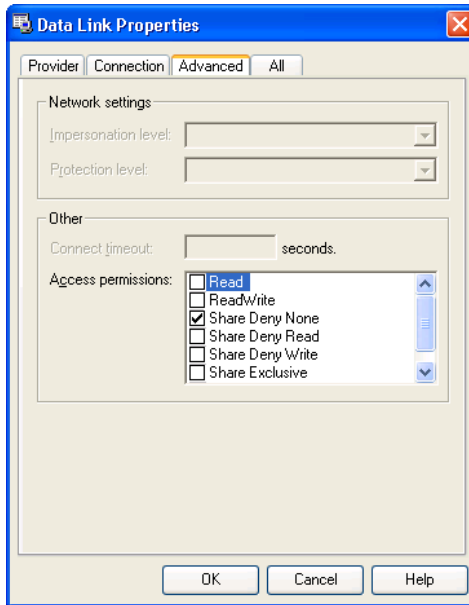 Data Link Properties
Provider Connection Advanced All
Network settings
Impersonation level:
Protection level:
Other
Connect timeout: seconds.
Access permissions: Read
ReadWrite
Share Deny None
Share Deny Read
Share Deny Write
Share Exclusive
OK Cancel Help